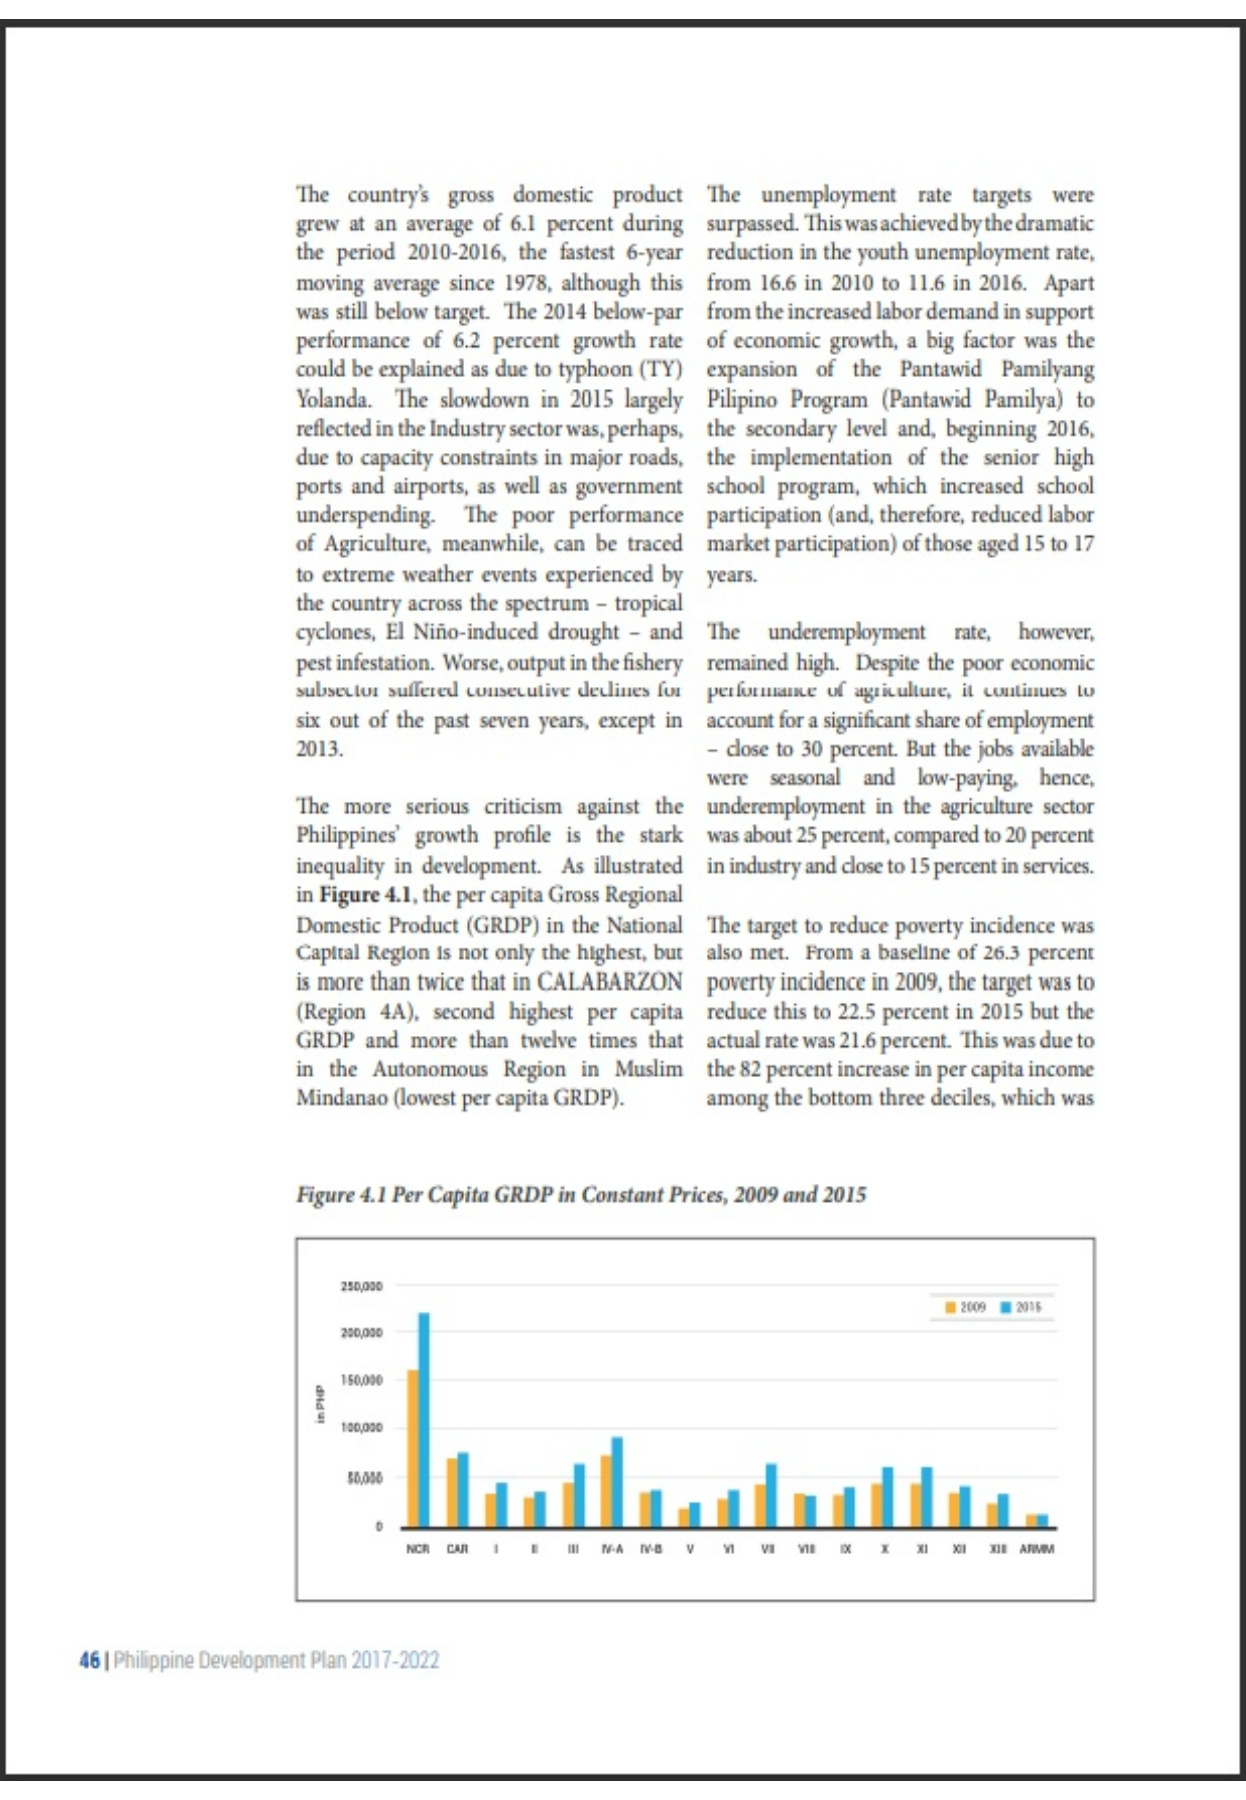 The country's gross domestic product
grew at an average of 6.1 percent during
the period 2010-2016, the fastest 6-year
moving average since 1978, although this
was still below target. The 2014 below-par
performance of 6.2 percent growth rate
could be explained as due to typhoon (TY)
Yolanda. The slowdown in 2015 largely
reflected in the Industry sector was, perhaps,
due to capacity constraints in major roads,
ports and airports, as well as government
underspending. The poor performance
of Agriculture, meanwhile, can be traced
to extreme weather events experienced by
the country across the spectrum – tropical
cyclones, El Niño-induced drought – and
pest infestation. Worse, output in the fishery
subsector suffered consecutive declines for
six out of the past seven years, except in
2013.
The more serious criticism against the
Philippines' growth profile is the stark
inequality in development. As illustrated
in Figure 4.1, the per capita Gross Regional
Domestic Product (GRDP) in the National
Capital Region is not only the highest, but
is more than twice that in CALABARZON
(Region 4A), second highest per capita
GRDP and more than twelve times that
in the Autonomous Region in Muslim
Mindanao (lowest per capita GRDP).
The unemployment rate targets were
surpassed. This was achieved by the dramatic
reduction in the youth unemployment rate,
from 16.6 in 2010 to 11.6 in 2016. Apart
from the increased labor demand in support
of economic growth, a big factor was the
expansion of the Pantawid Pamilyang
Pilipino Program (Pantawid Pamilya) to
the secondary level and, beginning 2016,
the implementation of the senior high
school program, which increased school
participation (and, therefore, reduced labor
market participation) of those aged 15 to 17
years.
The underemployment rate, however,
remained high. Despite the poor economic
performance of agriculture, it continues to
account for a significant share of employment
– close to 30 percent. But the jobs available
were seasonal and low-paying, hence,
underemployment in the agriculture sector
was about 25 percent, compared to 20 percent
in industry and close to 15 percent in services.
The target to reduce poverty incidence was
also met. From a baseline of 26.3 percent
poverty incidence in 2009, the target was to
reduce this to 22.5 percent in 2015 but the
actual rate was 21.6 percent. This was due to
the 82 percent increase in per capita income
among the bottom three deciles, which was
Figure 4.1 Per Capita GRDP in Constant Prices, 2009 and 2015
2009 2015
in PHP
250,000
200,000
150,000
100,000
50,000
0
NCR CAR I II III IV-A IV-B V VI VII VIII IX X XI XII XIII ARMM
46 | Philippine Development Plan 2017-2022